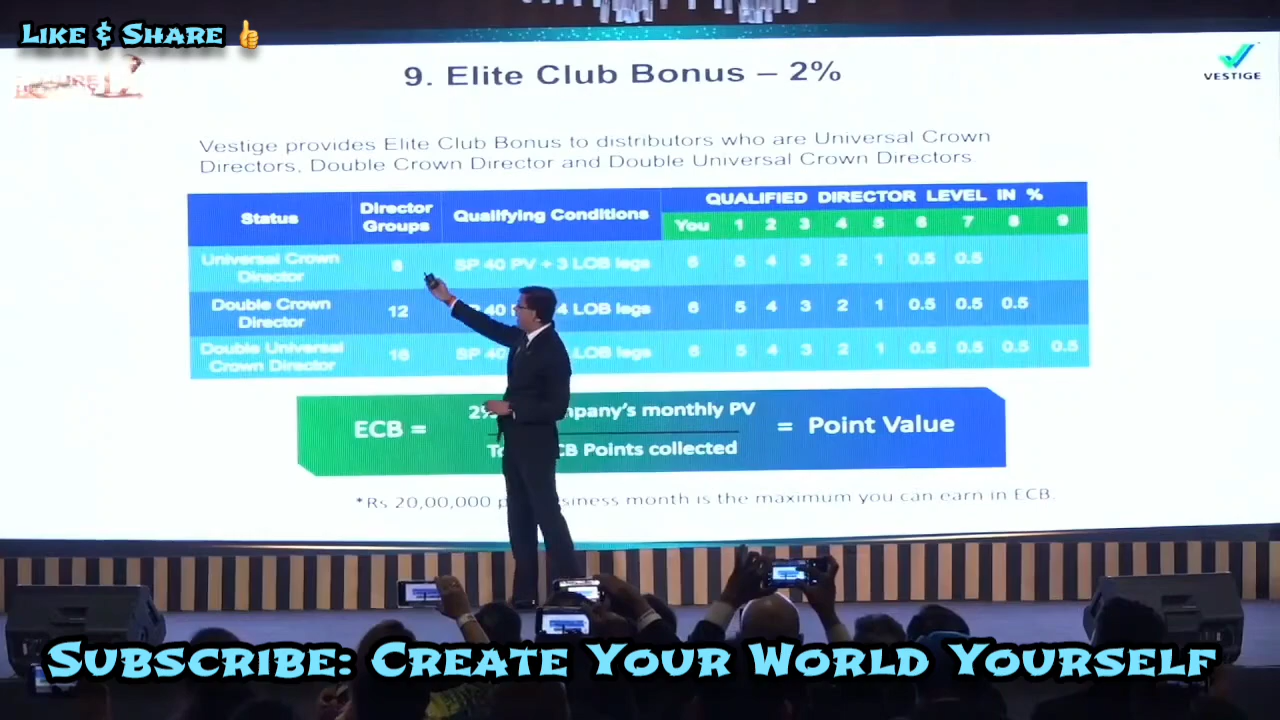 Like & Share
9. Elite Club Bonus – 2%
VESTIGE
Vestige provides Elite Club Bonus to distributors who are Universal Crown
Directors, Double Crown Director and Double Universal Crown Directors
Status
Director
Groups
Qualifying Conditions
QUALIFIED DIRECTOR LEVEL IN %
You 1 2 3 4 5 6 7 8 9
Universal Crown
Director
SP 40 PV + 3 LOB legs
6 5 4 3 2 1 0.5 0.5
Double Crown
Director
12
40 4 LOB legs
6 5 4 3 2 1 0.5 0.5 0.5
Double Universal
Crown Director
16
SP 40 LOB legs
6 5 4 3 2 1 0.5 0.5 0.5 0.5
ECB =
mpany's monthly PV
CB Points collected
= Point Value
*Rs 20,00,000 siness month is the maximum you can earn in ECB.
Subscribe: Create Your World Yourself